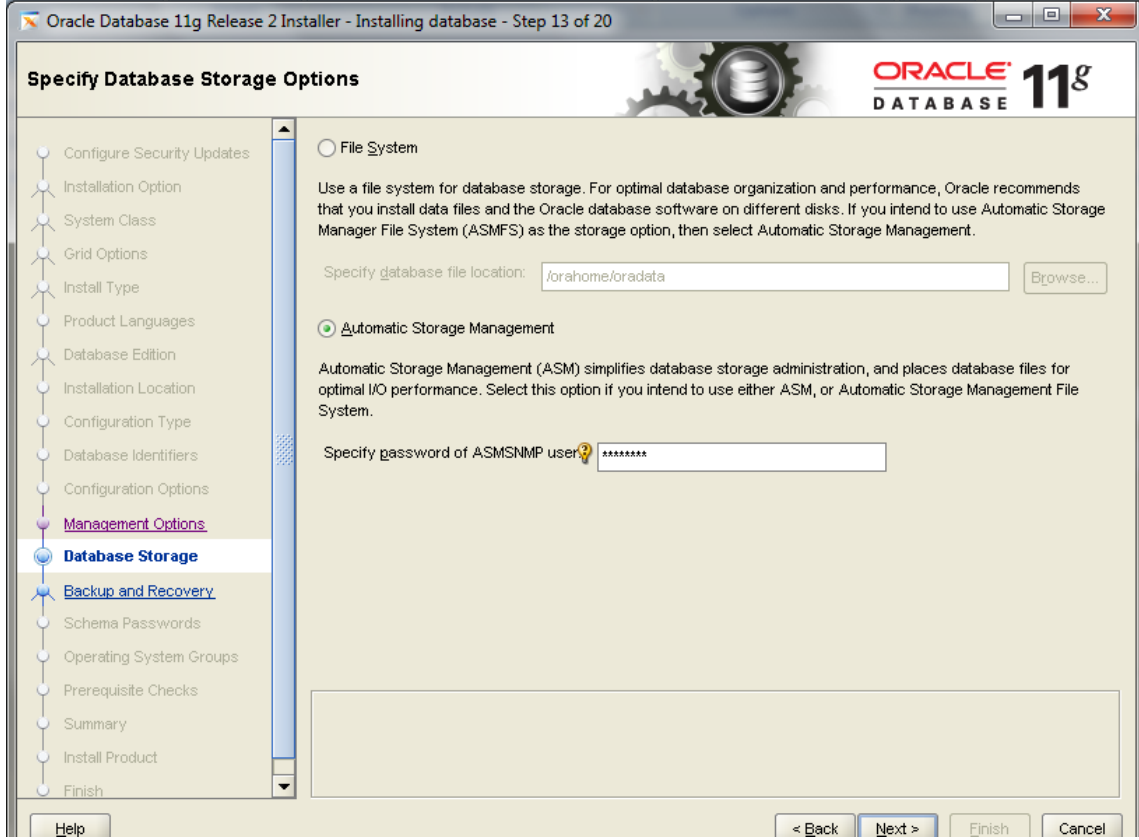 Oracle Database 11g Release 2 Installer - Installing database - Step 13 of 20
Specify Database Storage Options
ORACLE
DATABASE
11g
Configure Security Updates
Installation Option
System Class
Grid Options
Install Type
Product Languages
Database Edition
Installation Location
Configuration Type
Database Identifiers
Configuration Options
Management Options
Database Storage
Backup and Recovery
Schema Passwords
Operating System Groups
Prerequisite Checks
Summary
Install Product
Finish
File System
Use a file system for database storage. For optimal database organization and performance, Oracle recommends
that you install data files and the Oracle database software on different disks. If you intend to use Automatic Storage
Manager File System (ASMFS) as the storage option, then select Automatic Storage Management.
Specify database file location: /orahome/oradata Browse...
Automatic Storage Management
Automatic Storage Management (ASM) simplifies database storage administration, and places database files for
optimal I/O performance. Select this option if you intend to use either ASM, or Automatic Storage Management File
System.
Specify password of ASMSNMP user ********
Help < Back Next > Finish Cancel